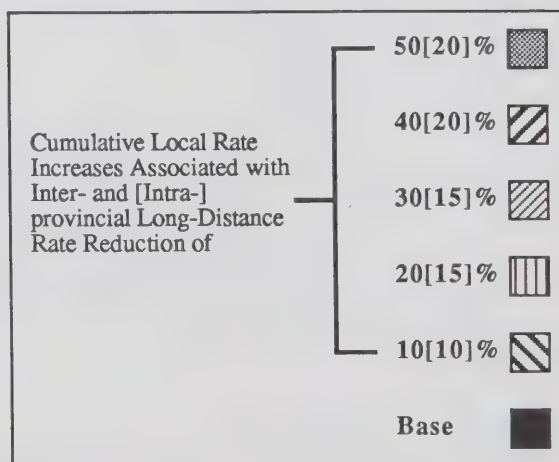 50[20]%
40[20]%
Cumulative Local Rate
Increases Associated with
Inter- and [Intra-]
provincial Long-Distance
Rate Reduction of
30[15]%
20[15]%
10[10]%
Base